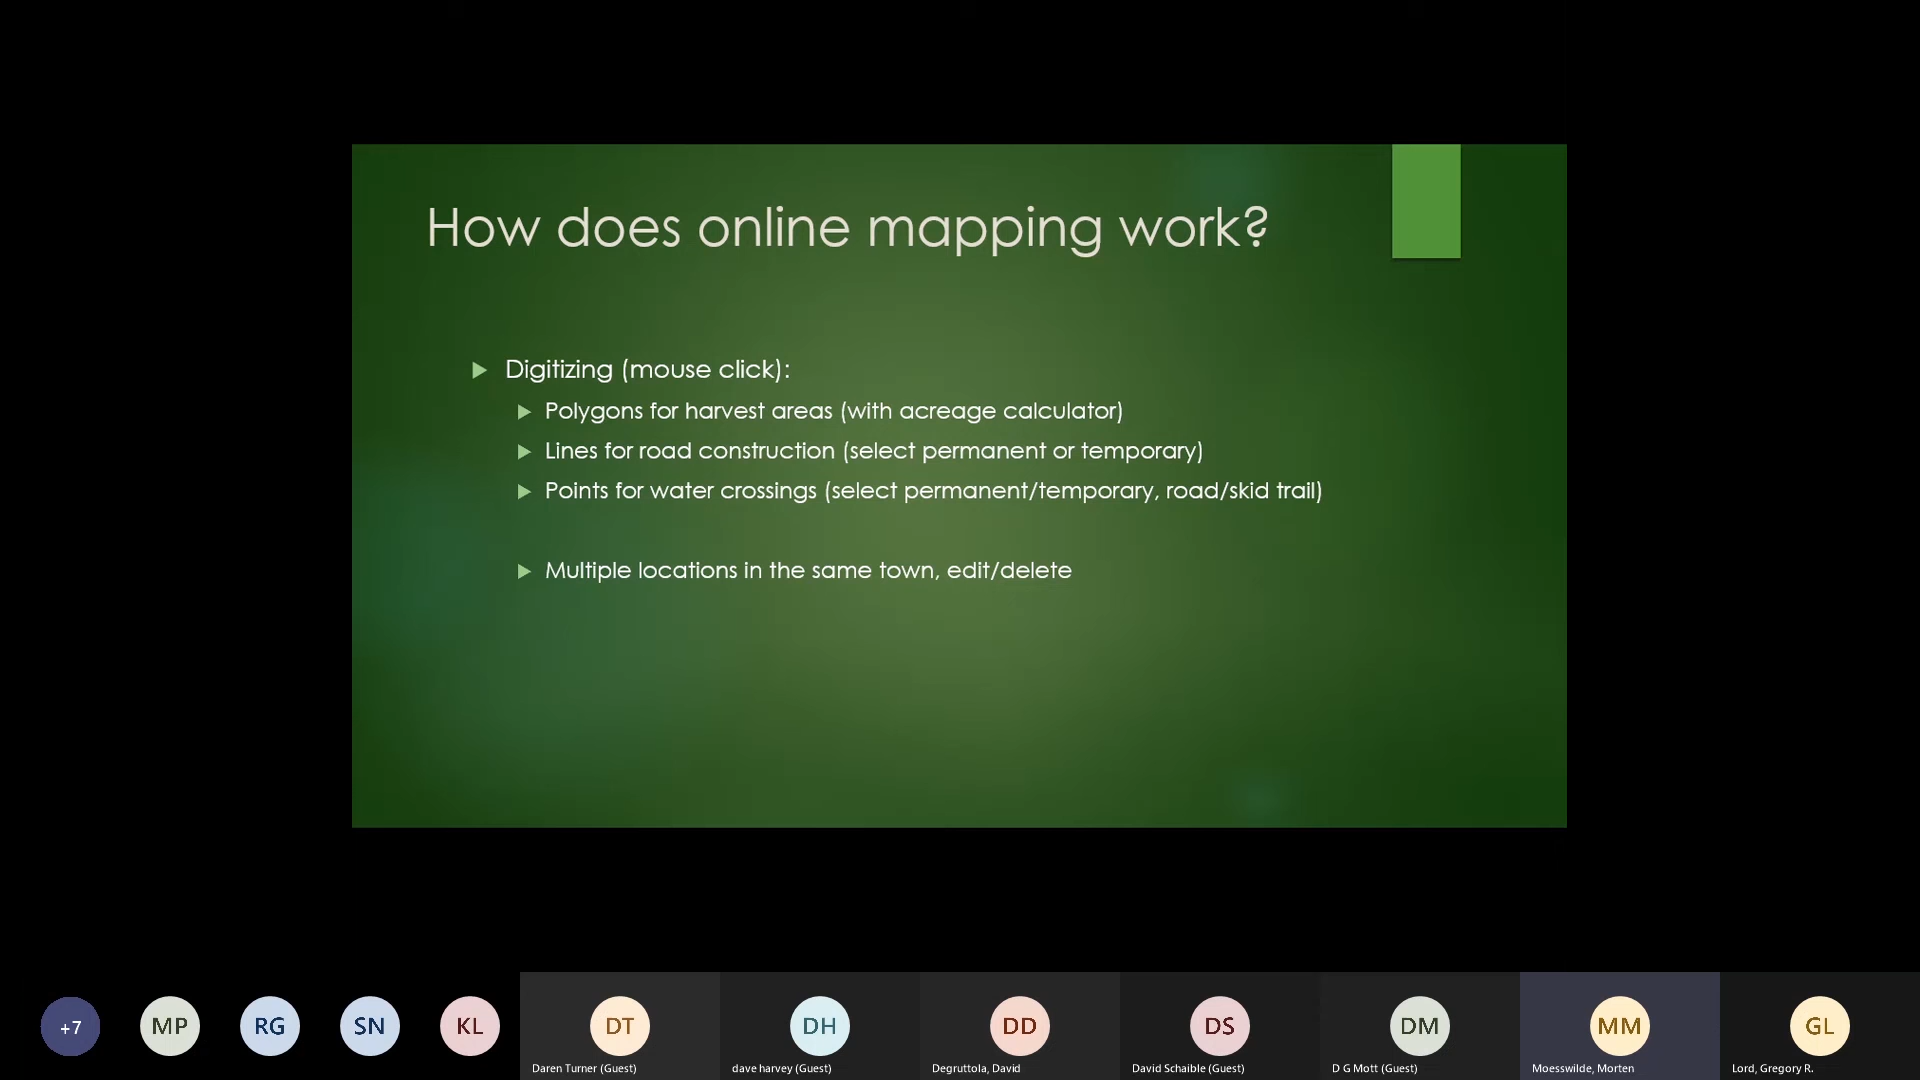 How does online mapping work?
Digitizing (mouse click):
Polygons for harvest areas (with acreage calculator)
Lines for road construction (select permanent or temporary)
Points for water crossings (select permanent/temporary, road/skid trail)
Multiple locations in the same town, edit/delete
+7
MP
RG
SN
KL
DT
DH
DD
DS
DM
MM
GL
Daren Turner (Guest)
dave harvey (Guest)
Degruttola, David
David Schaible (Guest)
D G Mott (Guest)
Moesswilde, Morten
Lord, Gregory R.